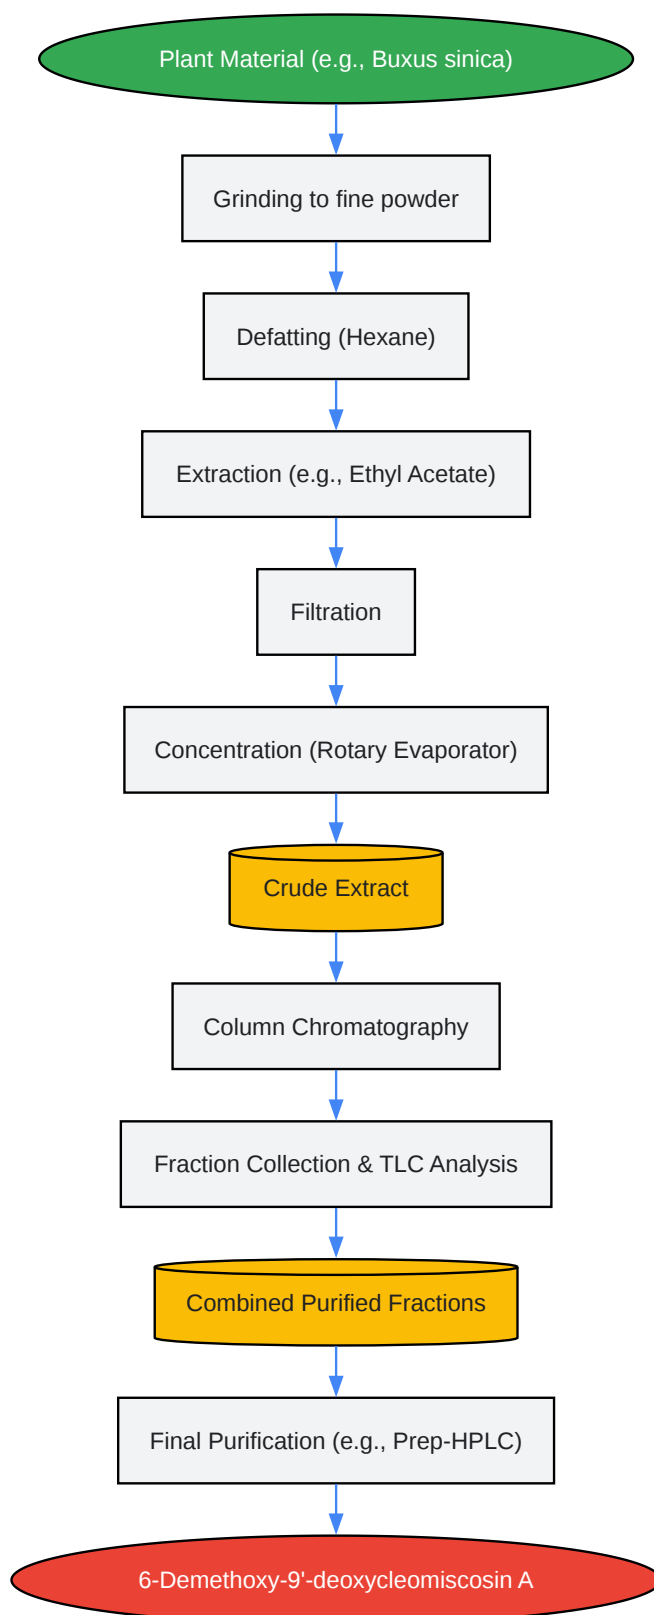 Plant Material (e.g., Buxus sinica)
Grinding to fine powder
Defatting (Hexane)
Extraction (e.g., Ethyl Acetate)
Filtration
Concentration (Rotary Evaporator)
Crude Extract
Column Chromatography
Fraction Collection & TLC Analysis
Combined Purified Fractions
Final Purification (e.g., Prep-HPLC)
6-Demethoxy-9'-deoxycleomiscosin A